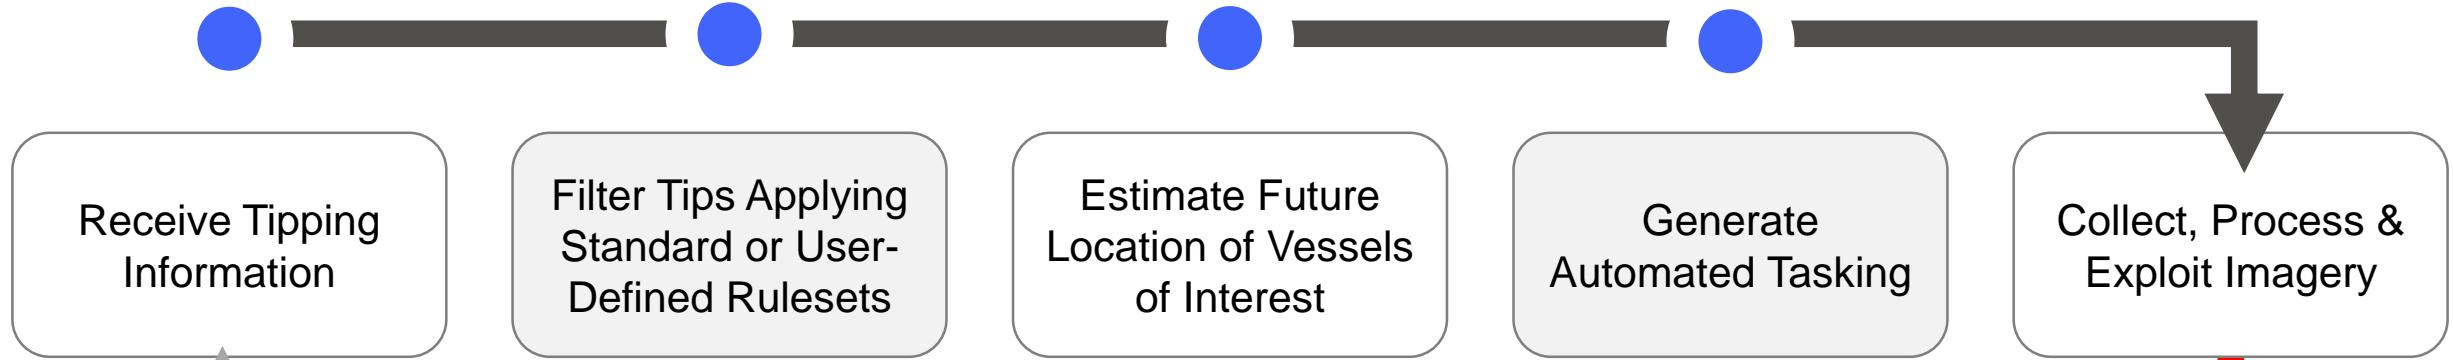 Receive Tipping
Information
Filter Tips Applying
Standard or User-
Defined Rulesets
Estimate Future
Location of Vessels
of Interest
Generate
Automated Tasking
Collect, Process &
Exploit Imagery